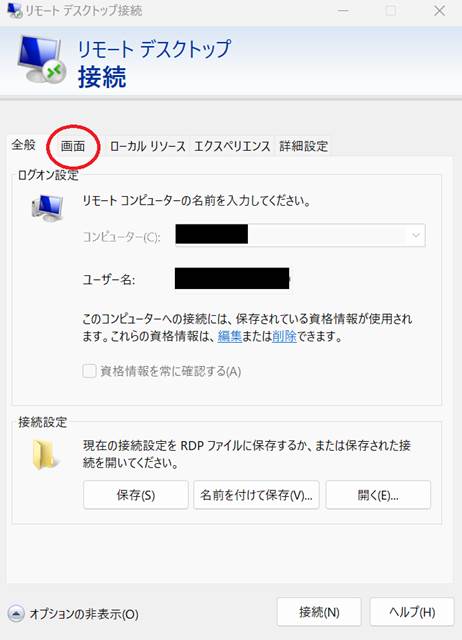 リモート デスクトップ接続
リモート デスクトップ
接続
全般 画面 ローカル リソース エクスペリエンス 詳細設定
ログオン設定
リモート コンピューターの名前を入力してください。
コンピューター(C):
ユーザー名:
このコンピューターへの接続には、保存されている資格情報が使用されま
す。これらの資格情報は、編集または削除できます。
資格情報を常に確認する(A)
接続設定
現在の接続設定を RDP ファイルに保存するか、または保存された接
続を開いてください。
保存(S) 名前を付けて保存(V)... 開く(E)...
オプションの非表示(O) 接続(N) ヘルプ(H)